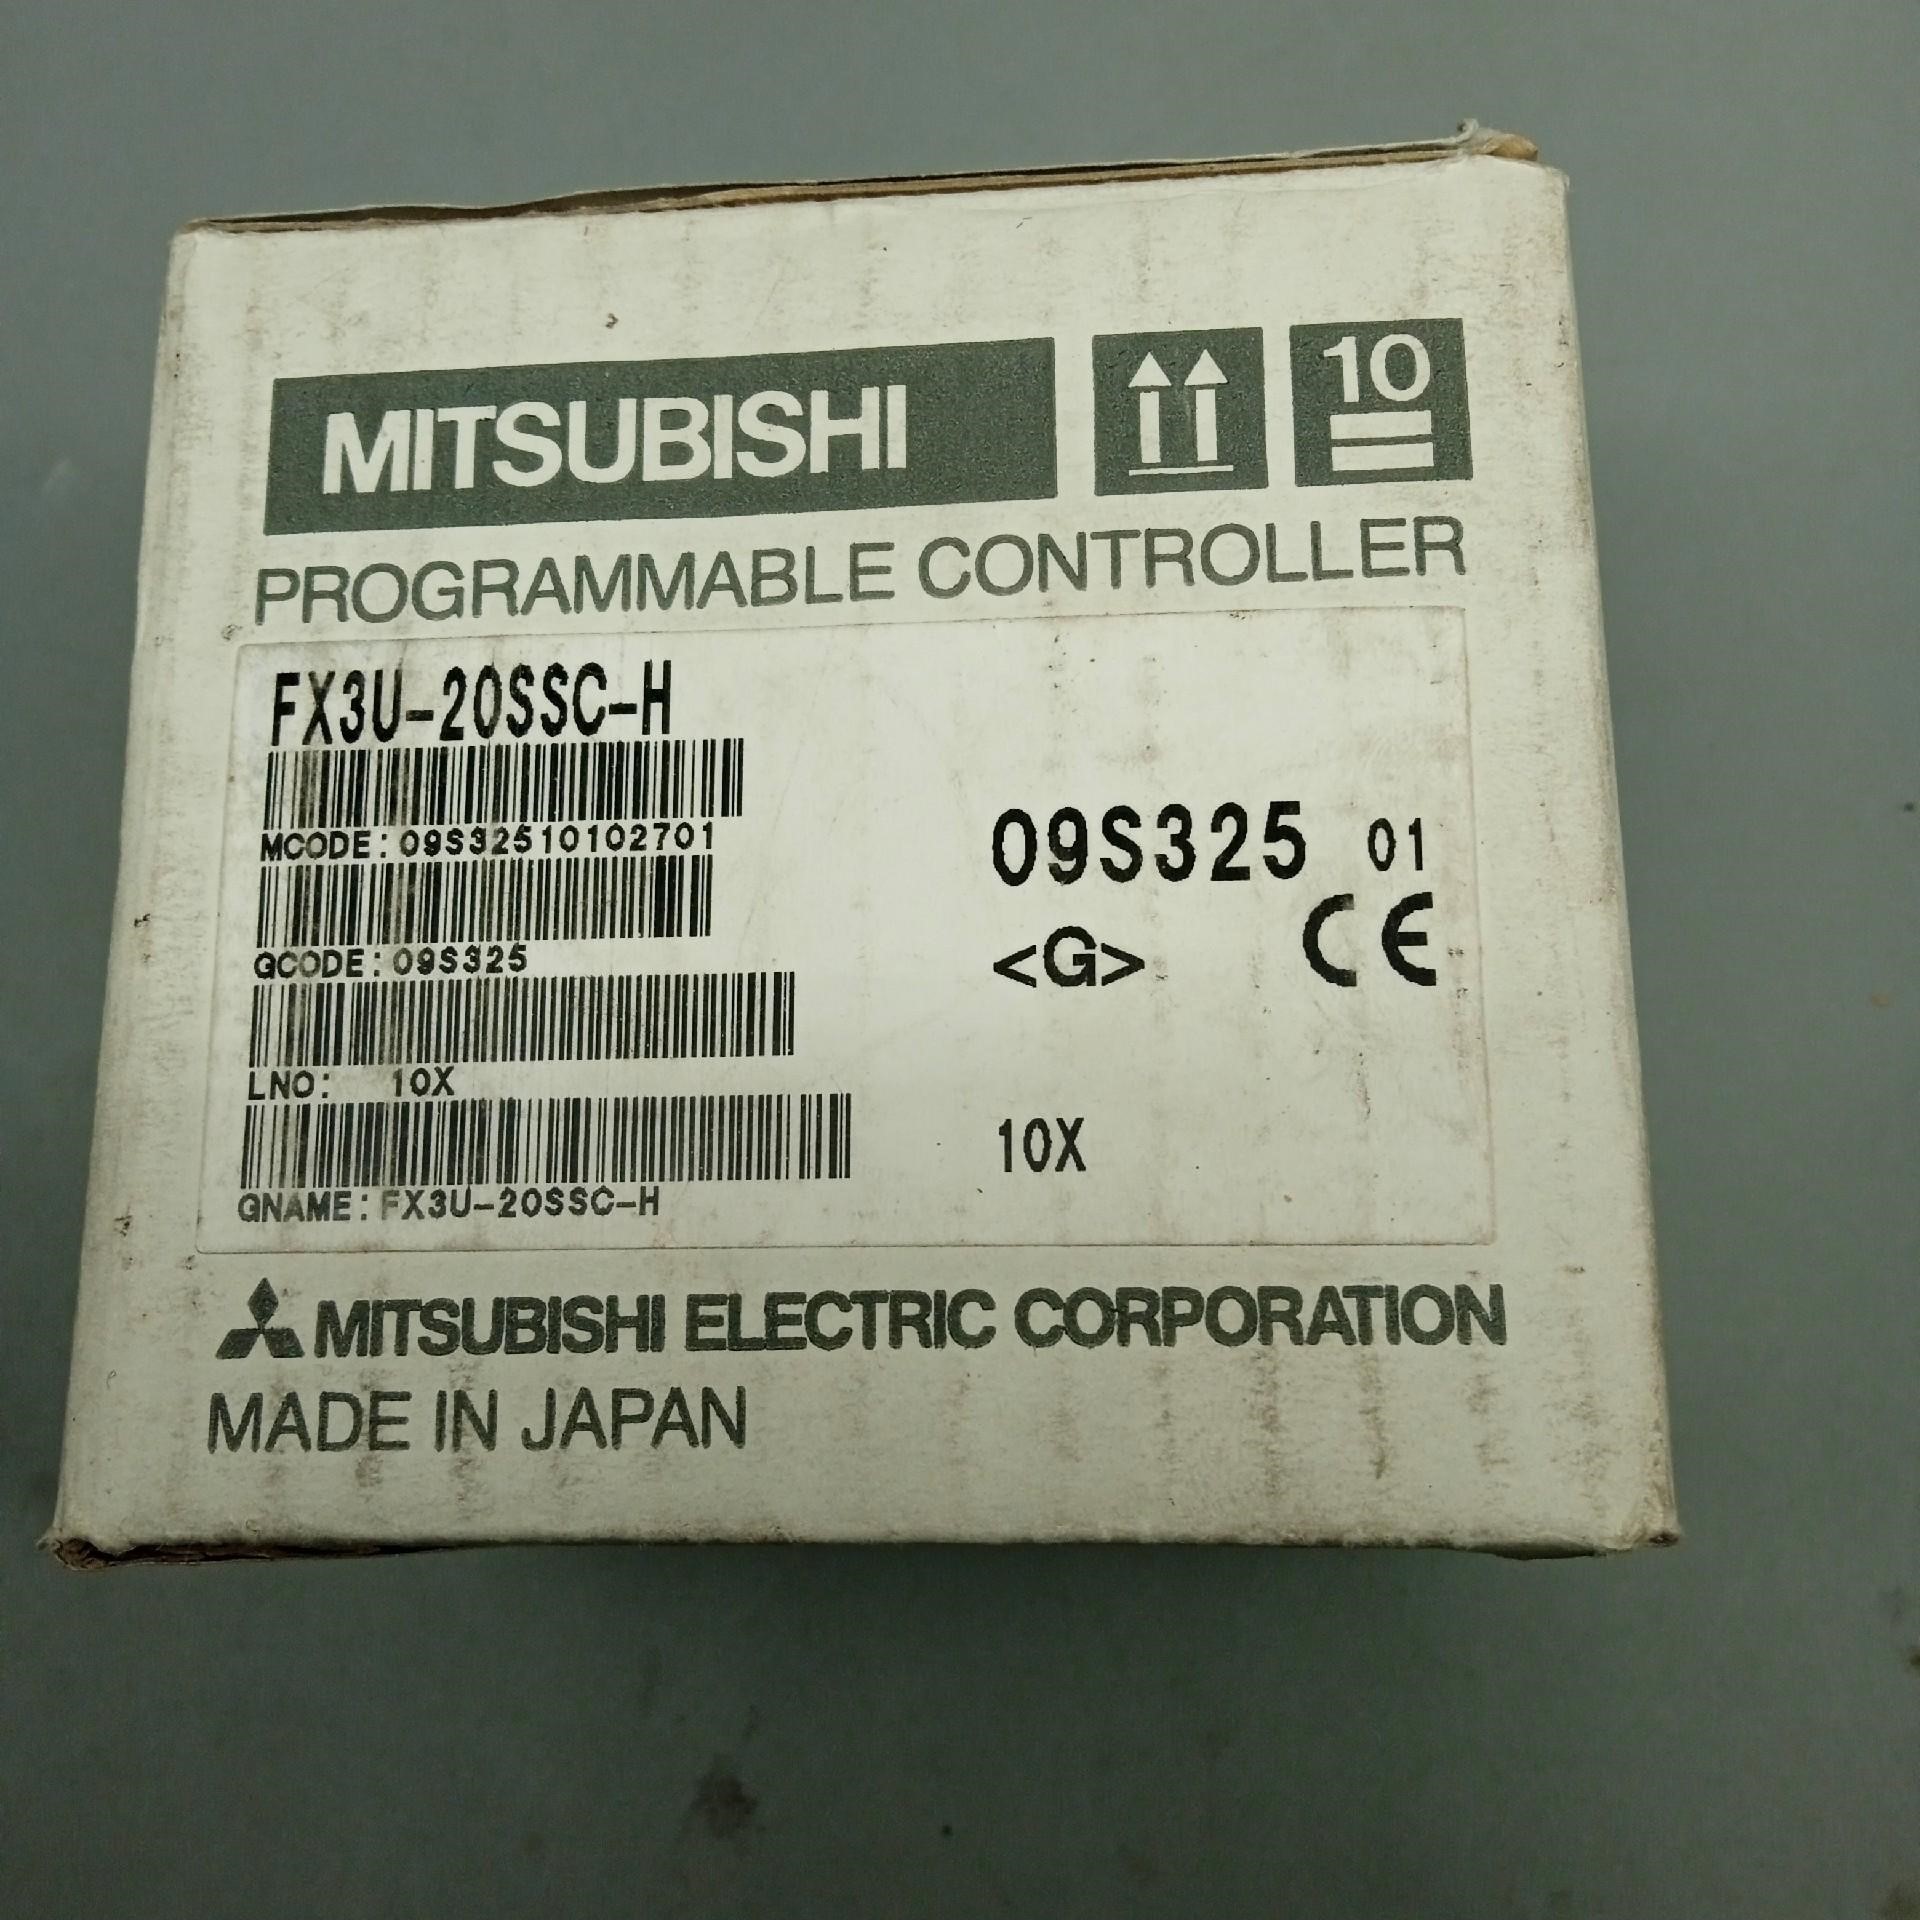 MITSUBISHI
10
PROGRAMMABLE CONTROLLER
FX3U-20SSC-H
MCODE:09S32510102701
09S325 01
GCODE:09S325
<G> CE
LNO: 10X
10X
GNAME:FX3U-20SSC-H
MITSUBISHI ELECTRIC CORPORATION
MADE IN JAPAN